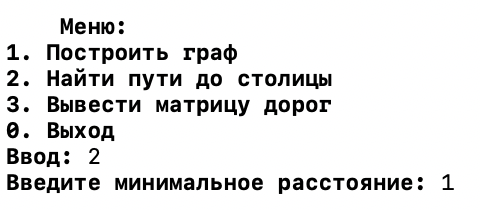 Меню:
1. Построить граф
2. Найти пути до столицы
3. Вывести матрицу дорог
0. Выход
Ввод: 2
Введите минимальное расстояние: 1